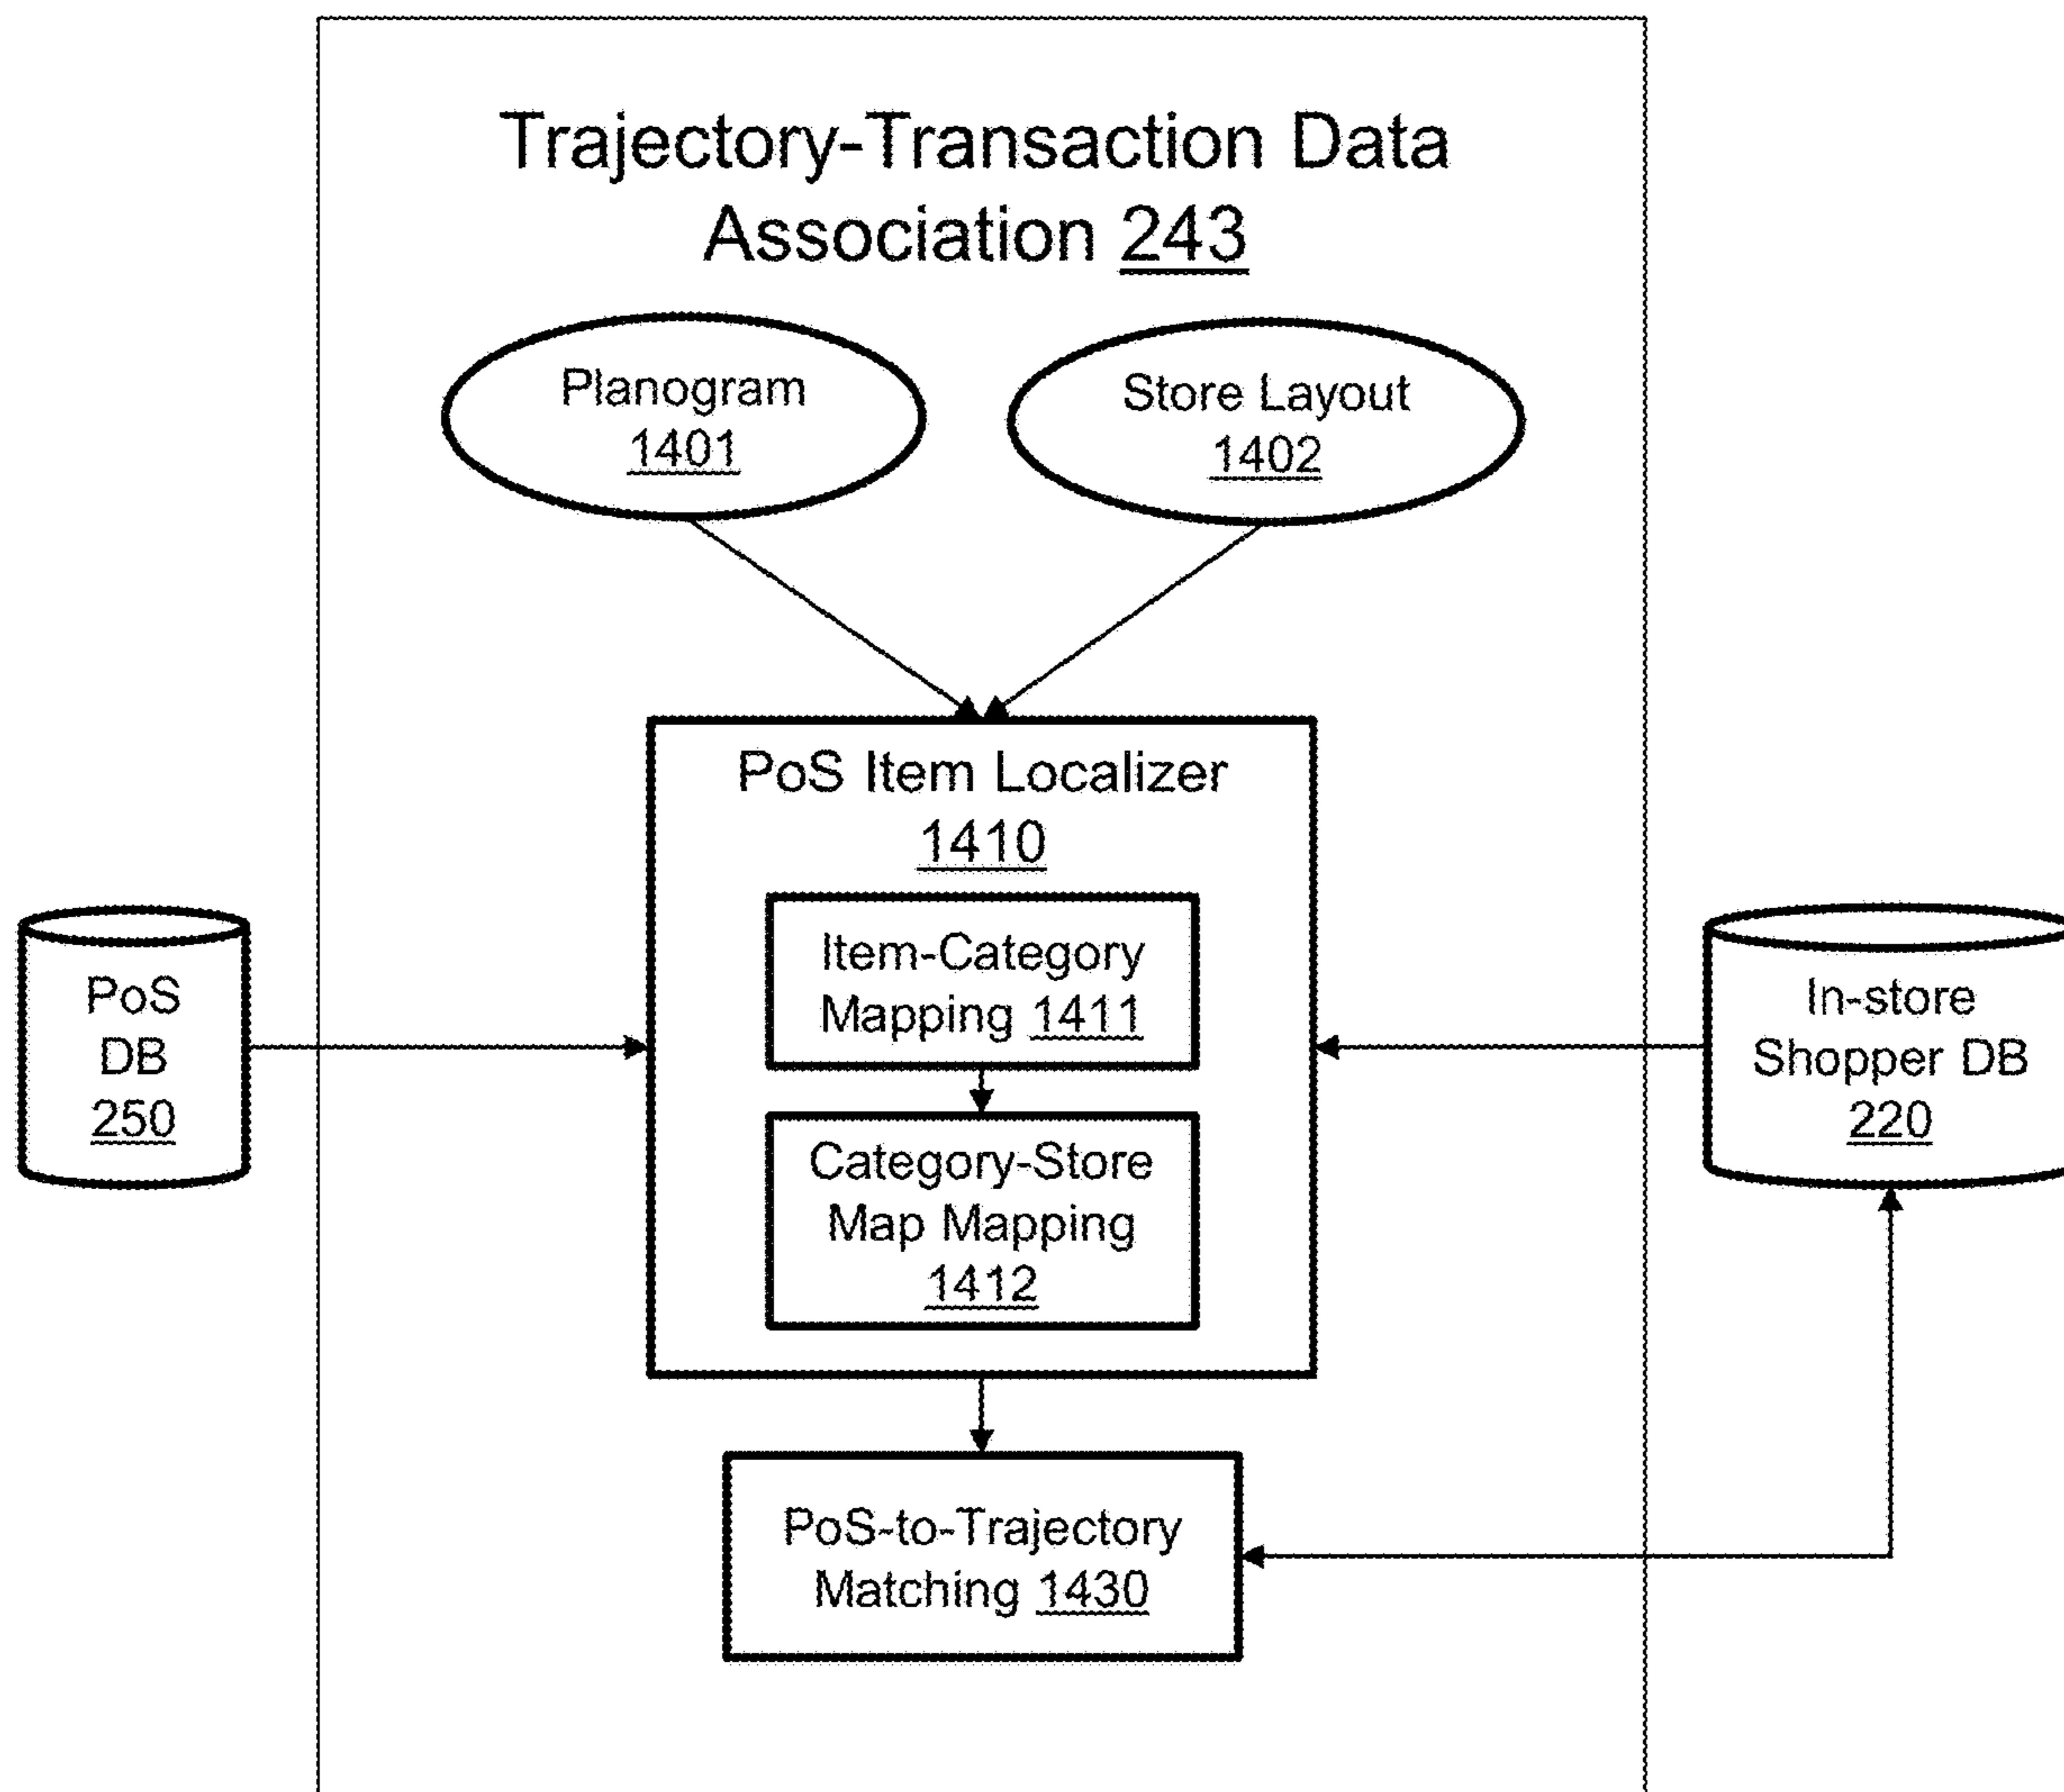 Trajectory-Transaction Data
Association 243
Planogram
1401
Store Layout
1402
PoS Item Localizer
1410
Item-Category
Mapping 1411
Category-Store
Map Mapping
1412
PoS
DB
250
In-store
Shopper DB
220
PoS-to-Trajectory
Matching 1430